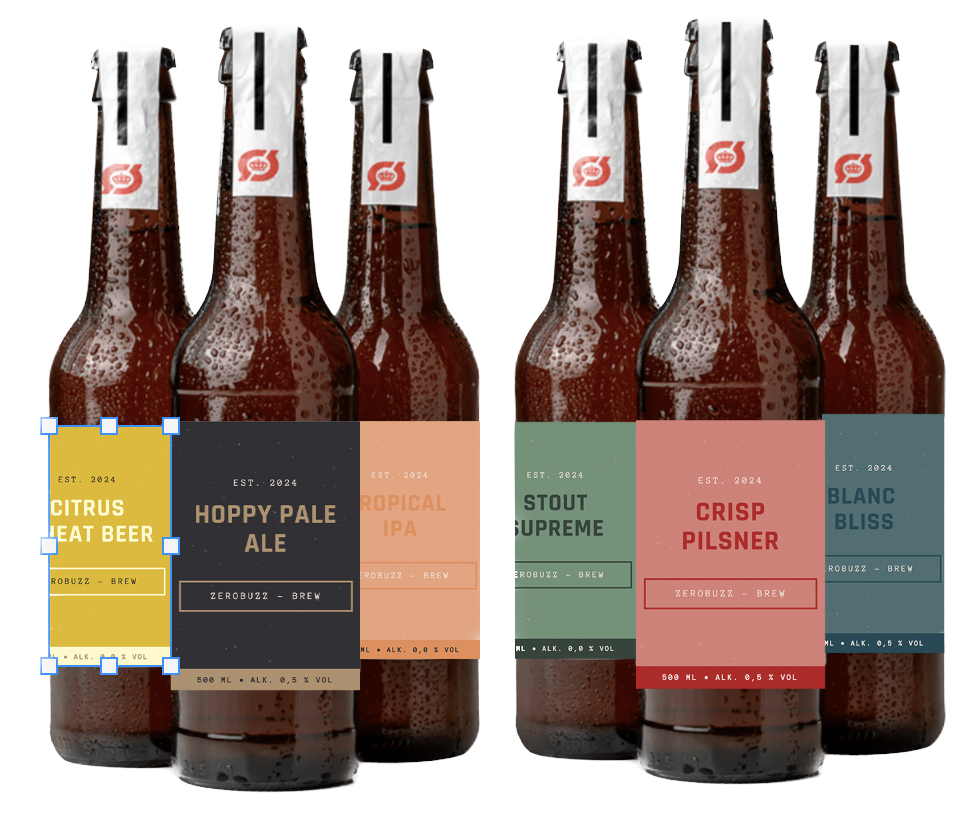 EST. 2024
CITRUS
EAT BEER
ROBUZZ – BREW
ALK. 0,0 % VOL
EST. 2024
HOPPY PALE
ALE
ZEROBUZZ – BREW
500 ML • ALK. 0,5 % VOL
EST. 2024
ROPICAL
IPA
EROBUZZ – BREW
ML • ALK. 0,0 % VOL
EST. 2024
STOUT
SUPREME
EROBUZZ – BREW
ML • ALK. 0,0 % VOL
EST. 2024
CRISP
PILSNER
ZEROBUZZ – BREW
500 ML • ALK. 0,5 % VOL
EST. 2024
BLANC
BLISS
EROBUZZ – BREW
ML • ALK. 0,5 % VOL